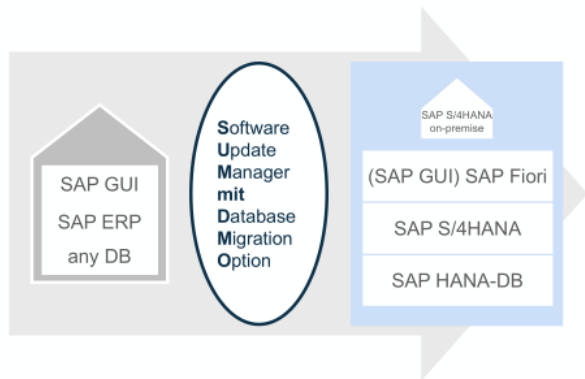 SAP GUI
SAP ERP
any DB
Software
Update
Manager
mit
Database
Migration
Option
SAP S/4HANA
on-premise
(SAP GUI) SAP Fiori
SAP S/4HANA
SAP HANA-DB